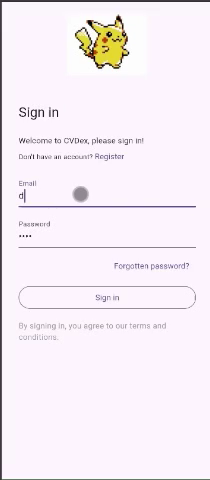 Sign in
Welcome to CVDex, please sign in!
Don't have an account? Register
Email
d
Password
••••
Forgotten password?
Sign in
By signing in, you agree to our terms and
conditions.